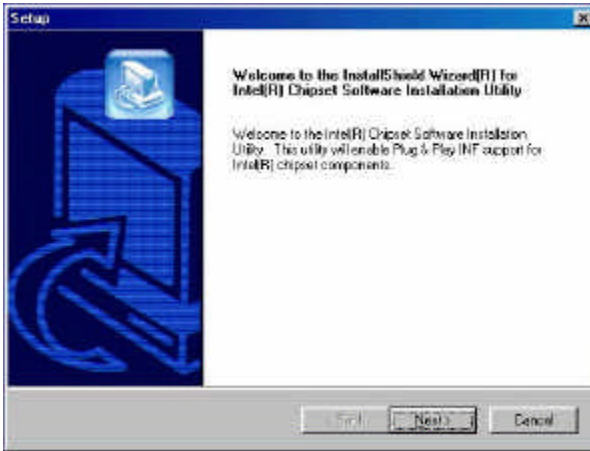 Setup
Welcome to the InstallShield Wizard(R) for
Intel(R) Chipset Software Installation Utility
Welcome to the Intel(R) Chipset Software Installation
Utility. This utility will enable Plug & Play INF support for
Intel(R) chipset components.
< Back
Next >
Cancel